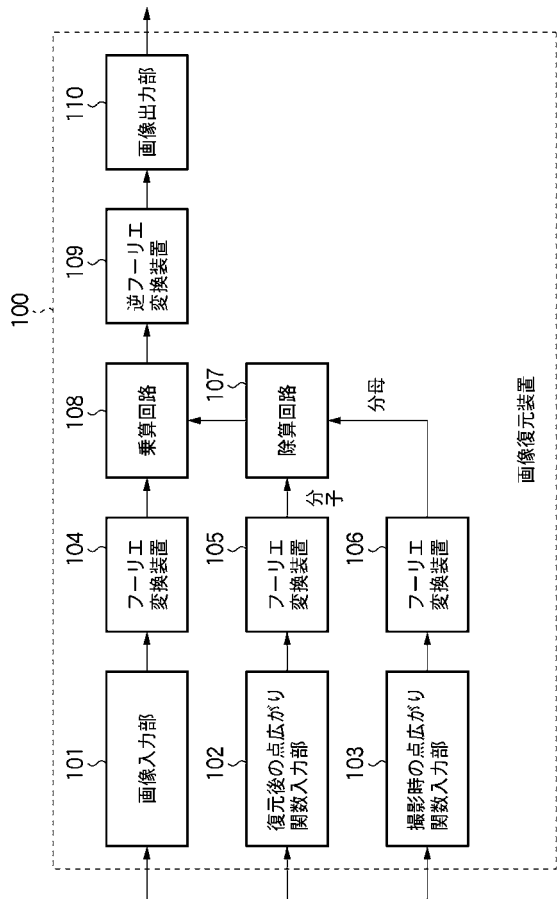 100
101
画像入力部
104
フーリエ
変換装置
108
乗算回路
109
逆フーリエ
変換装置
110
画像出力部
102
復元後の点広がり
関数入力部
105
フーリエ
変換装置
分子
107
除算回路
103
撮影時の点広がり
関数入力部
106
フーリエ
変換装置
分母
画像復元装置